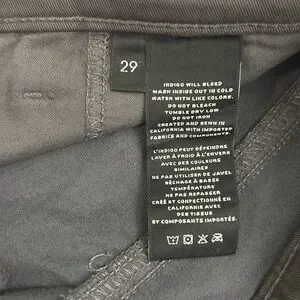 29
INDIGO WILL BLEED
WASH INSIDE OUT IN COLD
WATER WITH LIKE COLORS.
DO NOT BLEACH
TUMBLE DRY LOW
DO NOT IRON
CREATED AND SEWN IN
CALIFORNIA WITH IMPORTED
FABRICS AND COMPONENTS.
L'INDIGO PEUT DÉTEINDRE
LAVER À FROID À L'ENVERS
AVEC DES COULEURS
SIMILAIRES
NE PAS UTILISER DE JAVEL
SÉCHAGE À BASSE
TEMPÉRATURE
NE PAS REPASSER
CRÉÉ ET CONFECTIONNÉ EN
CALIFORNIE AVEC
DES TISSUS
ET COMPOSANTS IMPORTÉS.